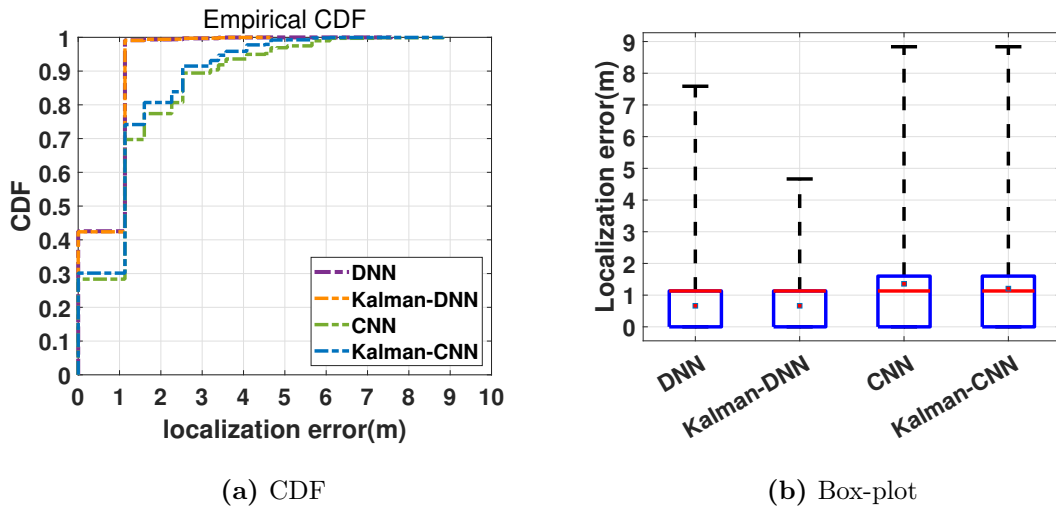 Empirical CDF
1
0.9
0.8
0.7
0.6
0.5
0.4
0.3
0.2
0.1
0
CDF
DNN
Kalman-DNN
CNN
Kalman-CNN
0 1 2 3 4 5 6 7 8 9 10
localization error(m)
(a) CDF
9
8
7
6
5
4
3
2
1
0
Localization error(m)
DNN
Kalman-DNN
CNN
Kalman-CNN
(b) Box-plot